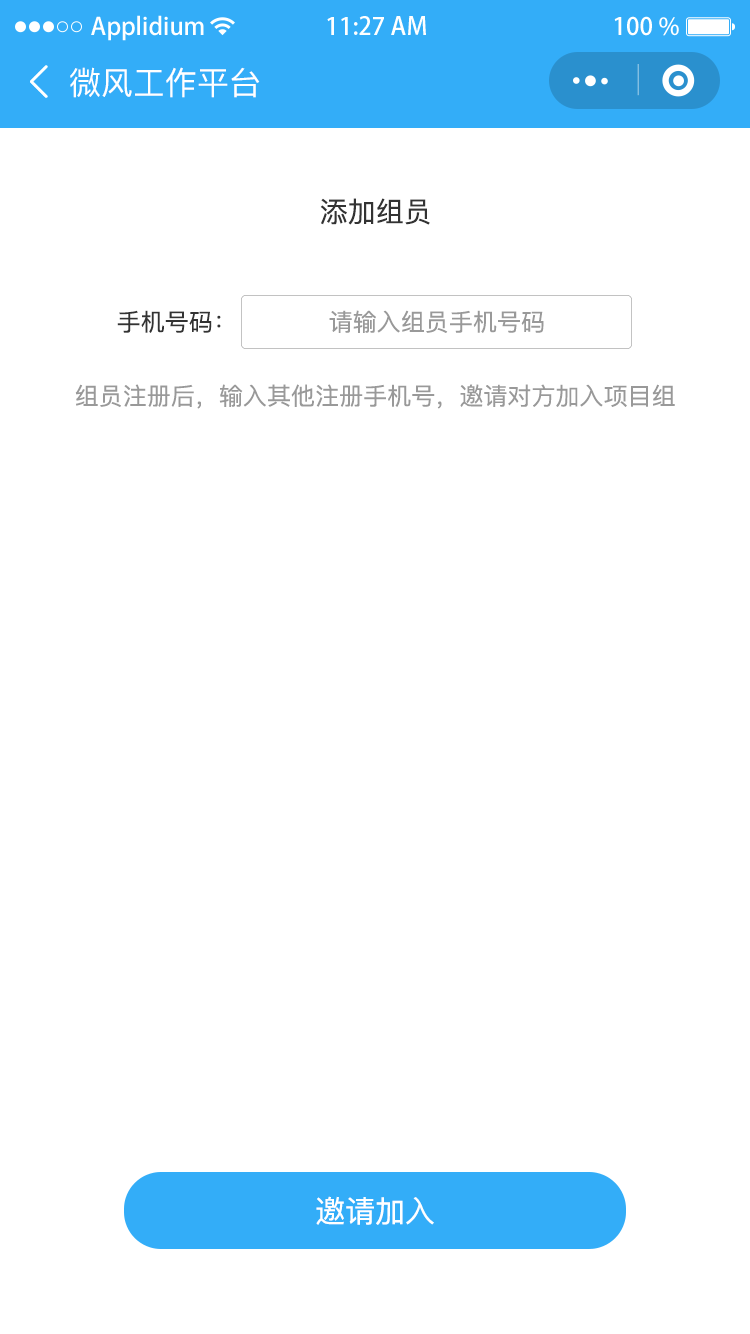 Applidium 11:27 AM 100 %
微风工作平台
添加组员
手机号码： 请输入组员手机号码
组员注册后，输入其他注册手机号，邀请对方加入项目组
邀请加入